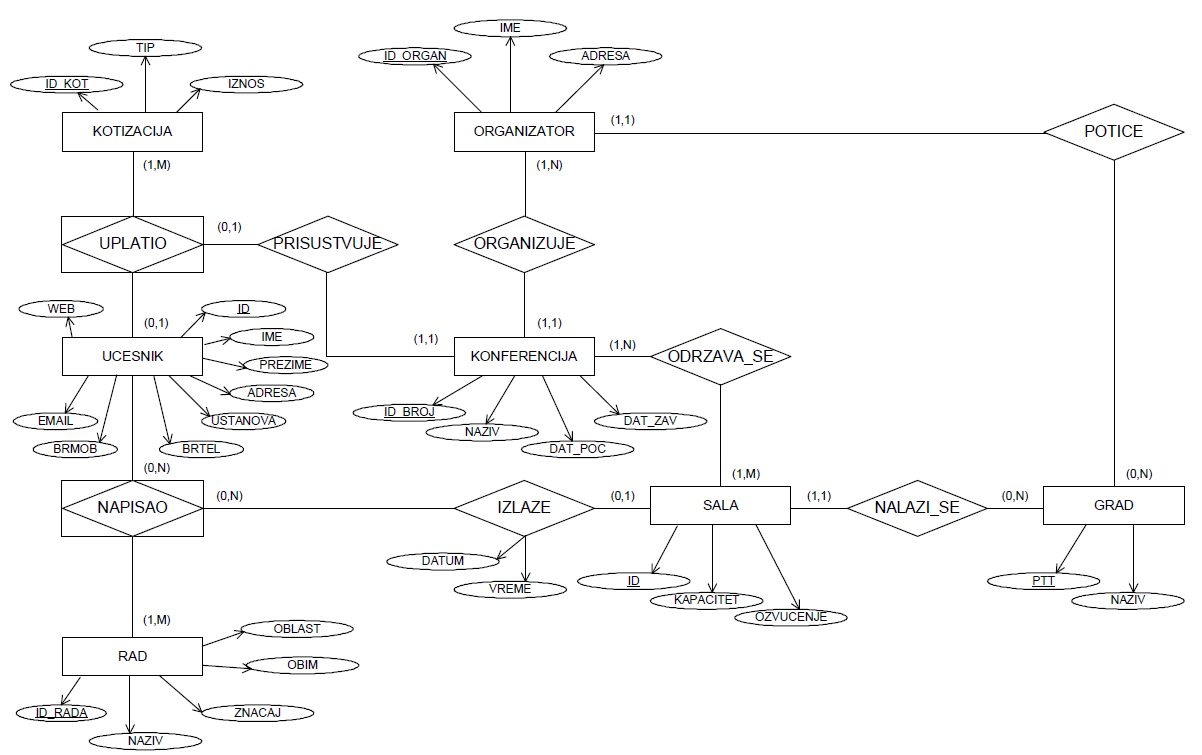 IME
TIP
ID_ORGAN
ADRESA
ID_KOT
IZNOS
KOTIZACIJA
ORGANIZATOR
(1,1)
POTICE
(1,M)
(1,N)
(0,1)
UPLATIO
PRISUSTVUJE
ORGANIZUJE
WEB
ID
(0,1)
(1,1)
IME
(1,1)
(1,N)
UCESNIK
KONFERENCIJA
ODRZAVA_SE
PREZIME
ADRESA
ID_BROJ
EMAIL
USTANOVA
NAZIV
DAT_ZAV
BRMOB
BRTEL
DAT_POC
(0,N)
(1,M)
(0,N)
(0,N)
(0,1)
(1,1)
(0,N)
NAPISAO
IZLAZE
SALA
NALAZI_SE
GRAD
DATUM
ID
PTT
VREME
KAPACITET
NAZIV
OZVUCENJE
(1,M)
OBLAST
RAD
OBIM
ID_RADA
ZNACAJ
NAZIV